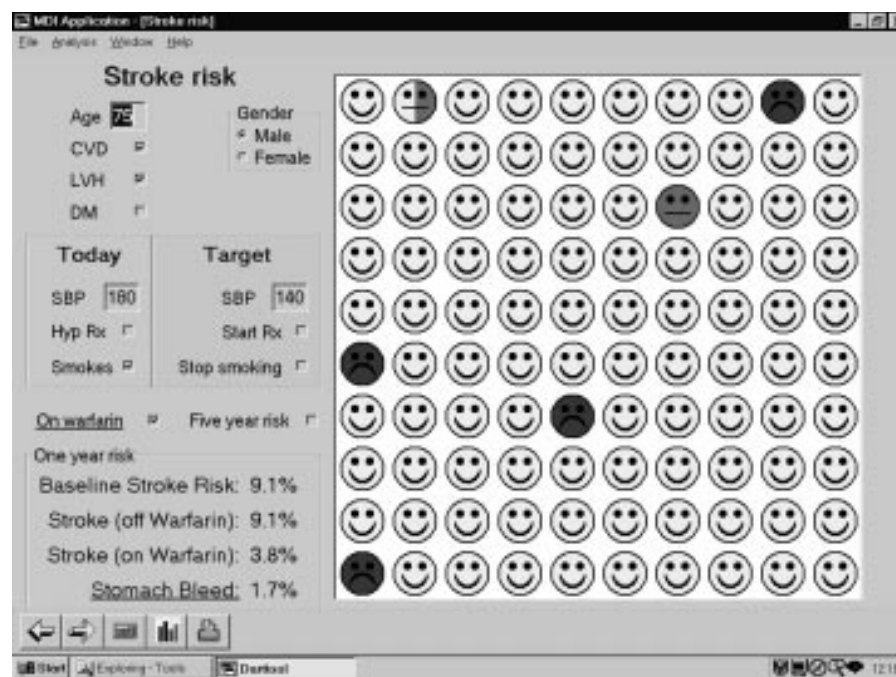 MDI Application - [Stroke risk]
File Analysis Window Help
Stroke risk
Age 75
Gender
Male
Female
CVD
LVH
DM
Today Target
SBP 180 SBP 140
Hyp Rx Start Rx
Smokes Stop smoking
On warfarin Five year risk
One year risk
Baseline Stroke Risk: 9.1%
Stroke (off Warfarin): 9.1%
Stroke (on Warfarin): 3.8%
Stomach Bleed: 1.7%
Start Exploring - Tools